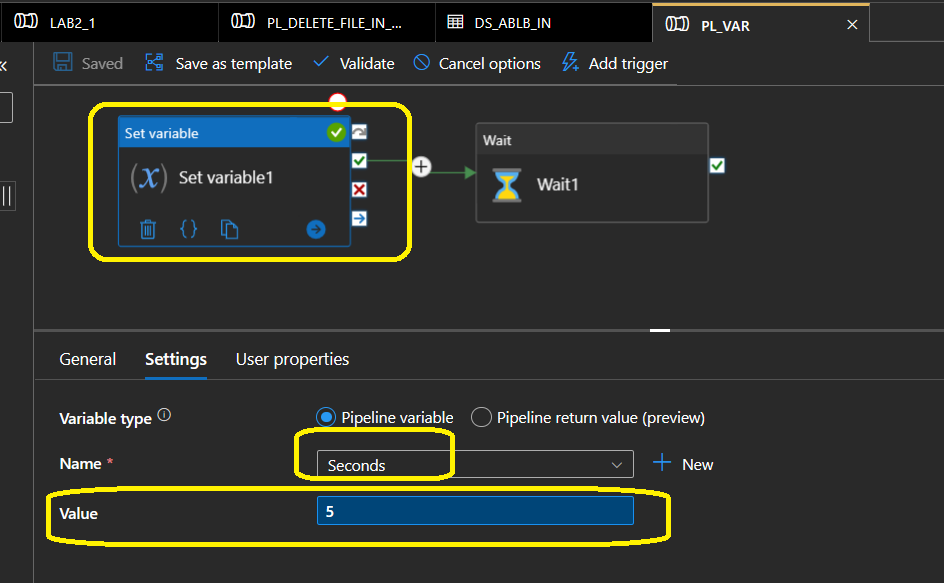 LAB2_1 PL_DELETE_FILE_IN_... DS_ABLB_IN PL_VAR
Saved Save as template Validate Cancel options Add trigger
Set variable
Set variable1
Wait
Wait1
General Settings User properties
Variable type Pipeline variable Pipeline return value (preview)
Name * Seconds New
Value 5